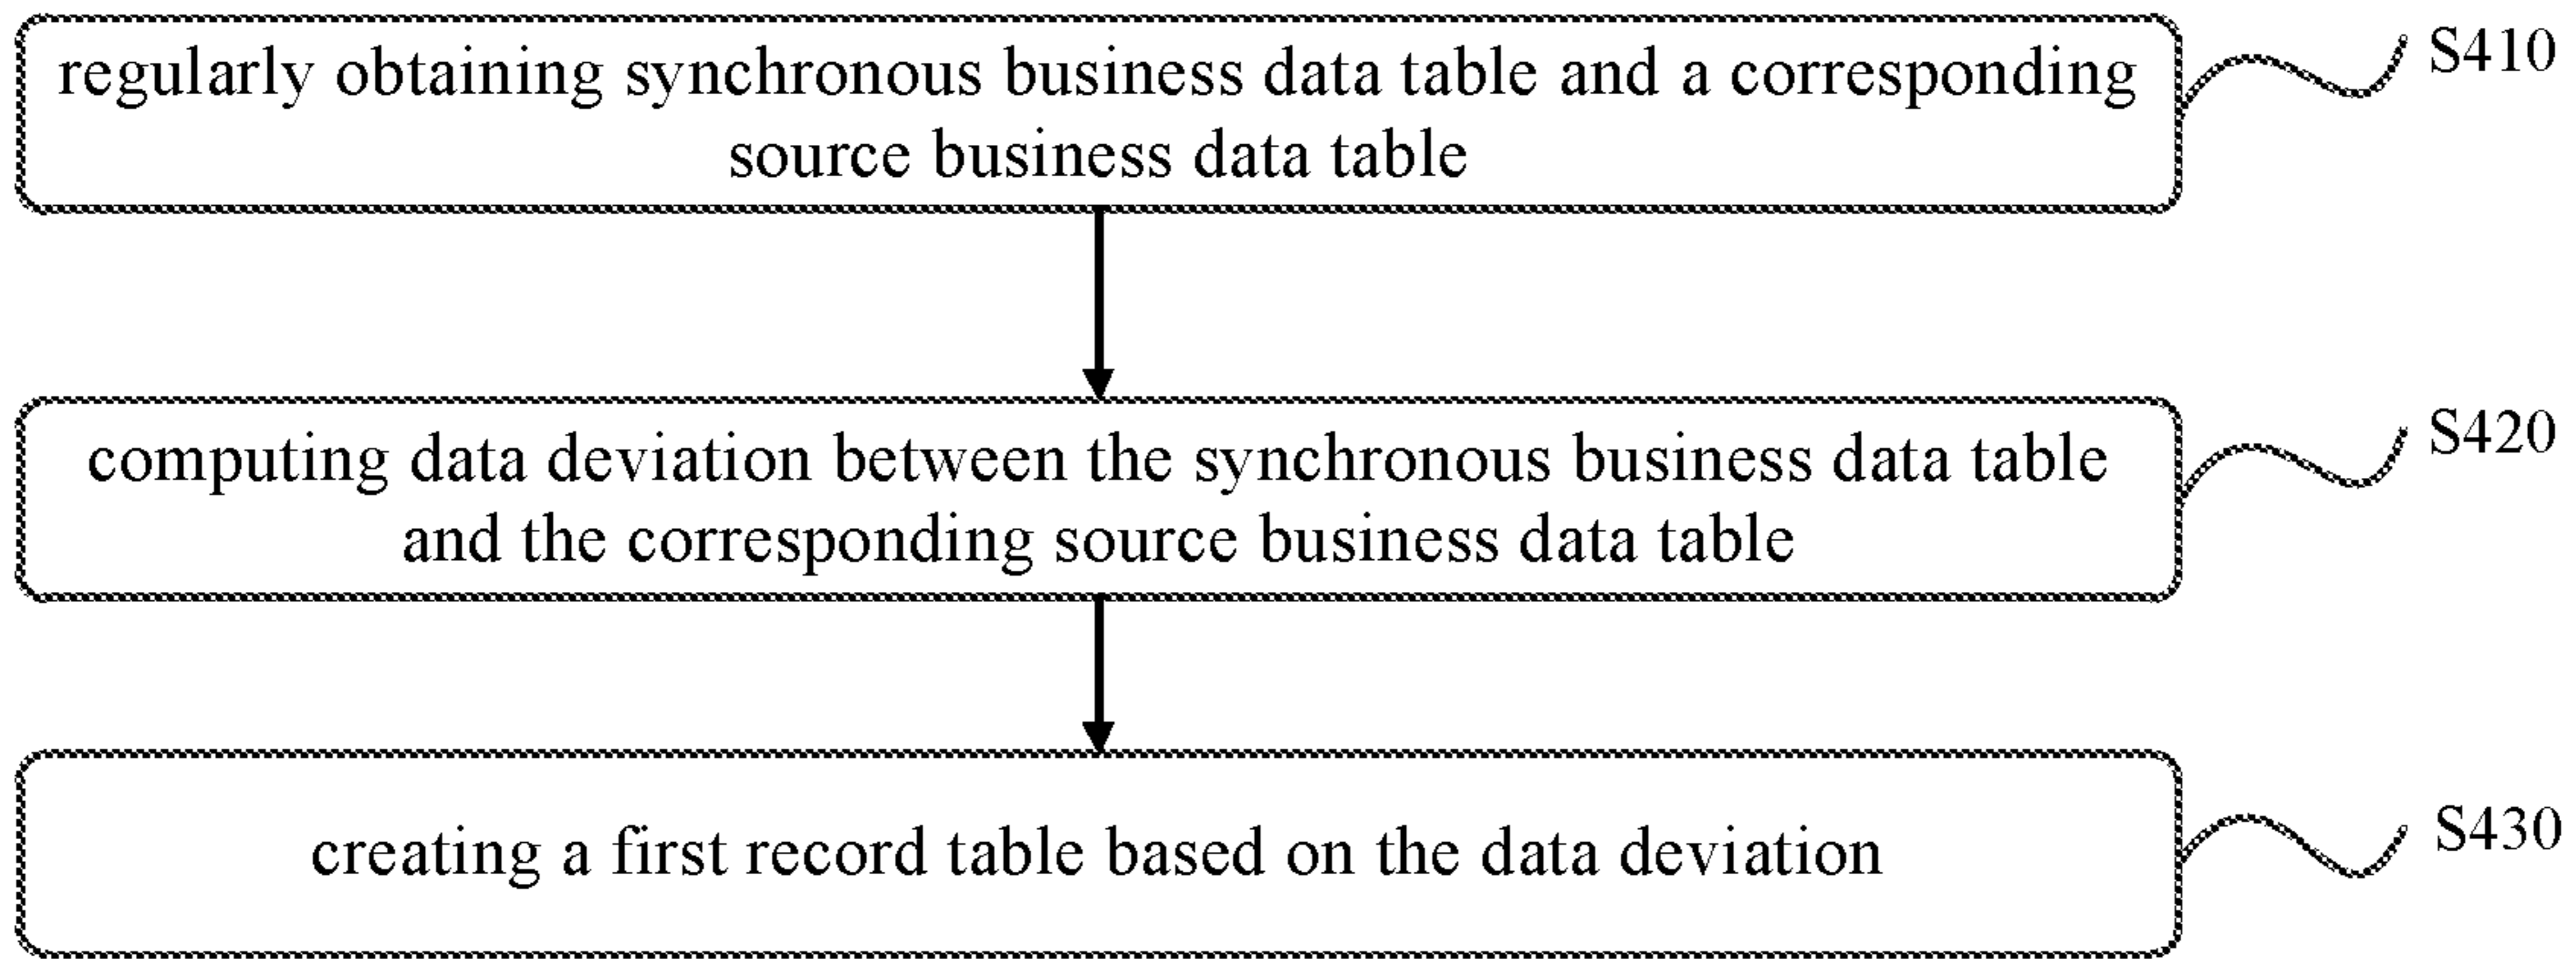 regularly obtaining synchronous business data table and a corresponding
source business data table
S410
computing data deviation between the synchronous business data table
and the corresponding source business data table
S420
creating a first record table based on the data deviation
S430